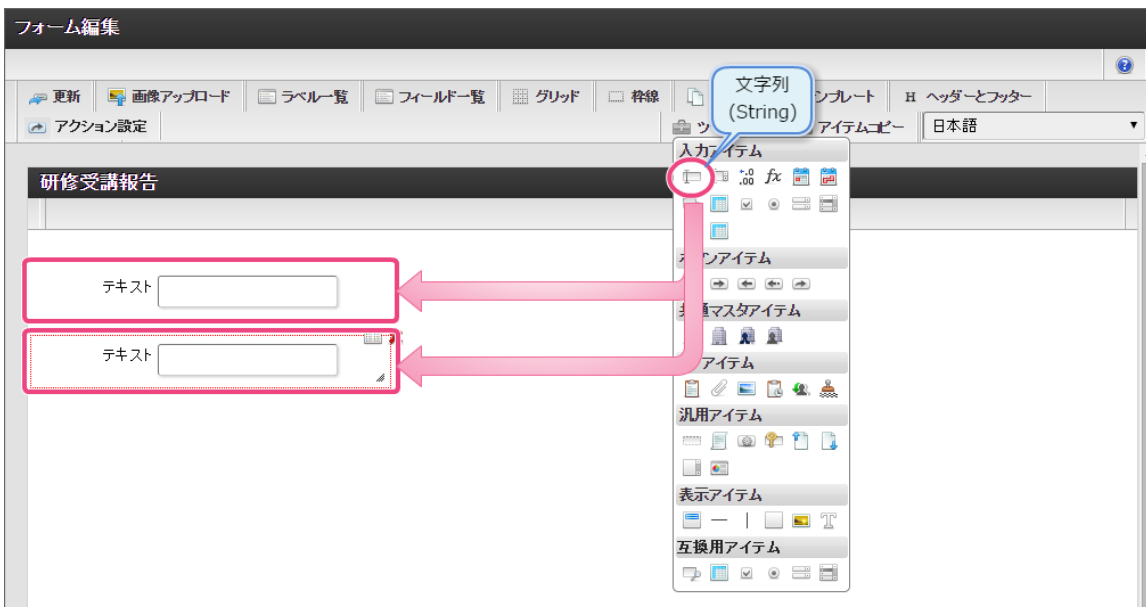 フォーム編集
更新 画像アップロード ラベル一覧 フィールド一覧 グリッド 枠線 ンプレート H ヘッダーとフッター
文字列
(String)
アクション設定 ツ アイテムコピー 日本語
入力アイテム
研修受講報告
fx
テキスト
テキスト
ンアイテム
通マスタアイテム
アイテム
汎用アイテム
表示アイテム
互換用アイテム